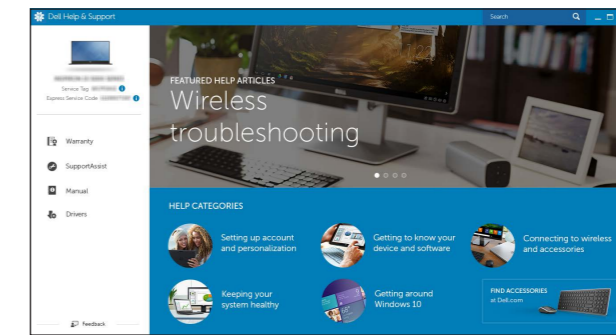 Dell Help & Support
Search
Service Tag
Express Service Code
Warranty
SupportAssist
Manual
Drivers
Feedback
FEATURED HELP ARTICLES
Wireless
troubleshooting
HELP CATEGORIES
Setting up account
and personalization
Getting to know your
device and software
Connecting to wireless
and accessories
Keeping your
system healthy
Getting around
Windows 10
FIND ACCESSORIES
at Dell.com